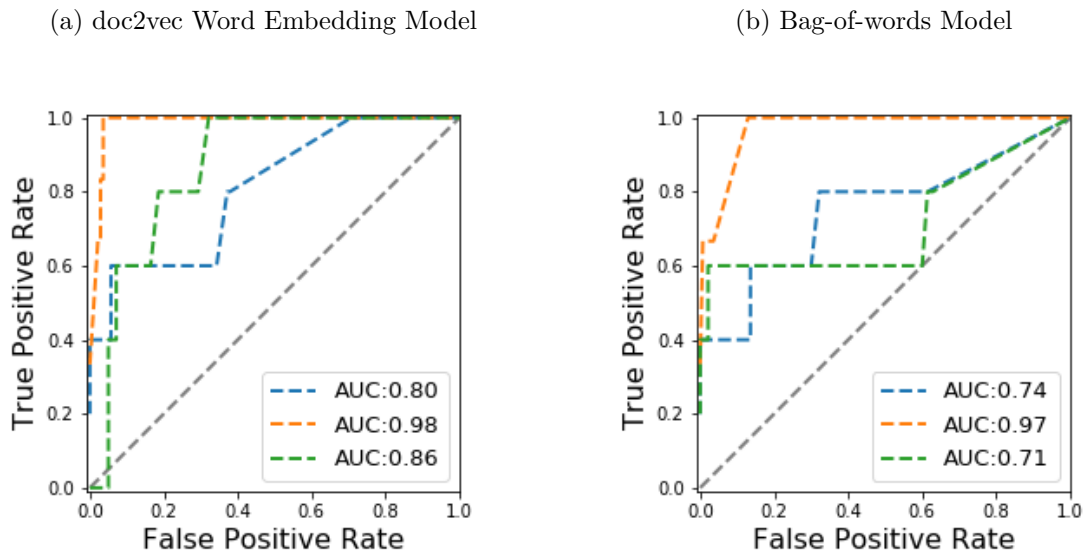 (a) doc2vec Word Embedding Model
1.0
0.8
0.6
0.4
0.2
0.0
True Positive Rate
AUC:0.80
AUC:0.98
AUC:0.86
0.0 0.2 0.4 0.6 0.8 1.0
False Positive Rate
(b) Bag-of-words Model
1.0
0.8
0.6
0.4
0.2
0.0
True Positive Rate
AUC:0.74
AUC:0.97
AUC:0.71
0.0 0.2 0.4 0.6 0.8 1.0
False Positive Rate